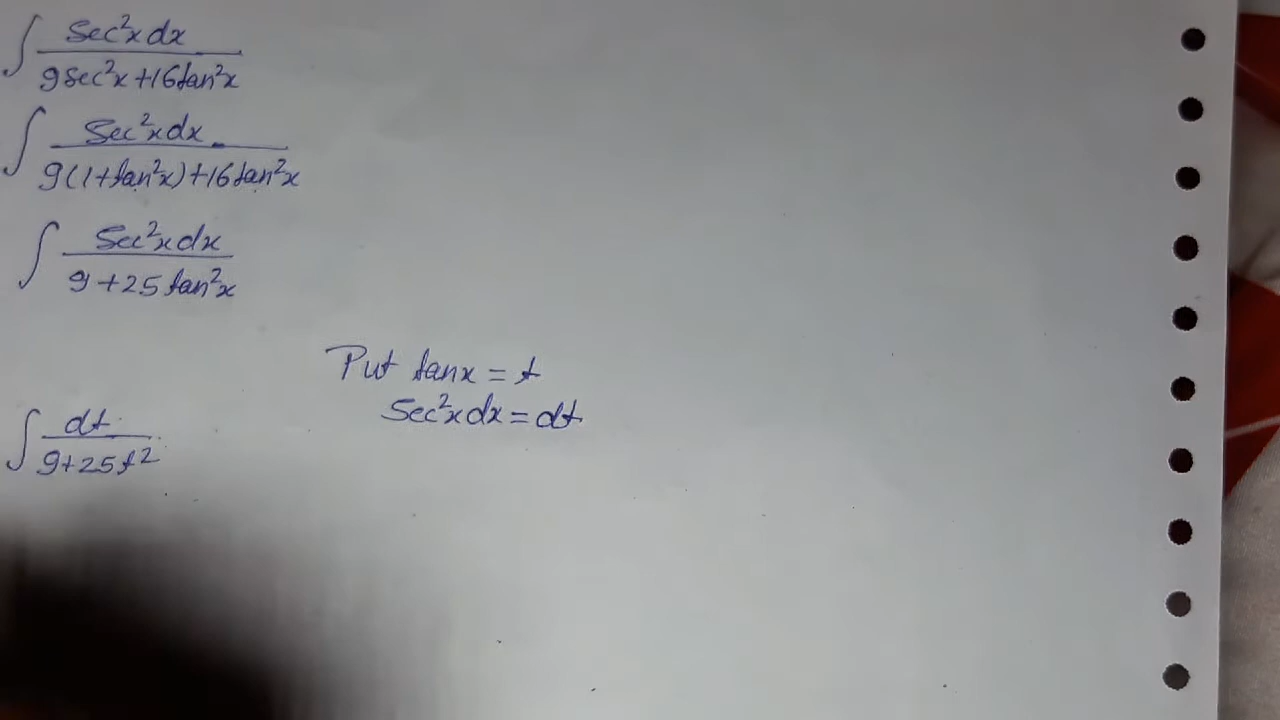 ∫ Sec²x dx / 9Sec²x + 16tan²x
∫ Sec²x dx / 9(1+tan²x) + 16tan²x
∫ Sec²x dx / 9 + 25 tan²x
Put tanx = t
Sec²x dx = dt
∫ dt / 9+25t²